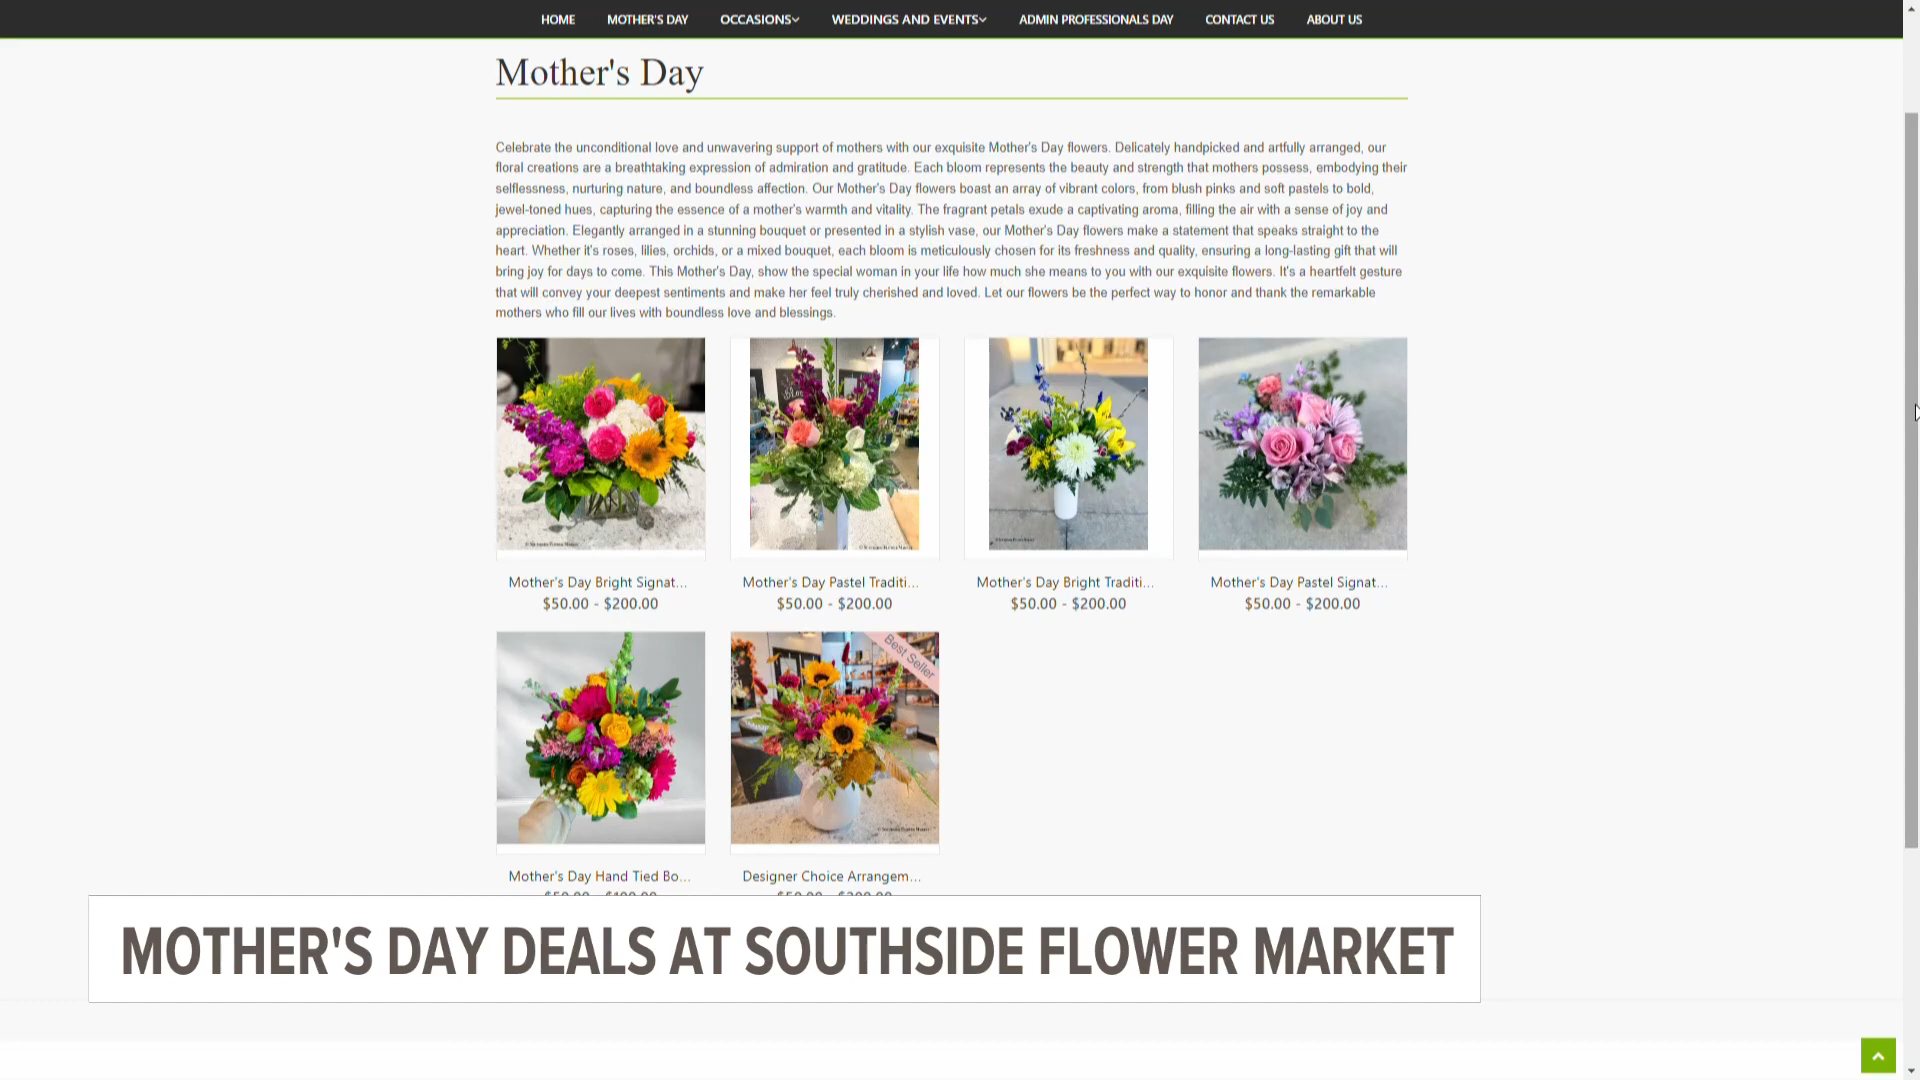 HOME MOTHER'S DAY OCCASIONS WEDDINGS AND EVENTS ADMIN PROFESSIONALS DAY CONTACT US ABOUT US
Mother's Day
Celebrate the unconditional love and unwavering support of mothers with our exquisite Mother's Day flowers. Delicately handpicked and artfully arranged, our
floral creations are a breathtaking expression of admiration and gratitude. Each bloom represents the beauty and strength that mothers possess, embodying their
selflessness, nurturing nature, and boundless affection. Our Mother's Day flowers boast an array of vibrant colors, from blush pinks and soft pastels to bold,
jewel-toned hues, capturing the essence of a mother's warmth and vitality. The fragrant petals exude a captivating aroma, filling the air with a sense of joy and
appreciation. Elegantly arranged in a stunning bouquet or presented in a stylish vase, our Mother's Day flowers make a statement that speaks straight to the
heart. Whether it's roses, lilies, orchids, or a mixed bouquet, each bloom is meticulously chosen for its freshness and quality, ensuring a long-lasting gift that will
bring joy for days to come. This Mother's Day, show the special woman in your life how much she means to you with our exquisite flowers. It's a heartfelt gesture
that will convey your deepest sentiments and make her feel truly cherished and loved. Let our flowers be the perfect way to honor and thank the remarkable
mothers who fill our lives with boundless love and blessings.
Mother's Day Bright Signat... Mother's Day Pastel Traditi... Mother's Day Bright Traditi... Mother's Day Pastel Signat...
$50.00 - $200.00 $50.00 - $200.00 $50.00 - $200.00 $50.00 - $200.00
Best Seller
Mother's Day Hand Tied Bo... Designer Choice Arrangem...
MOTHER'S DAY DEALS AT SOUTHSIDE FLOWER MARKET